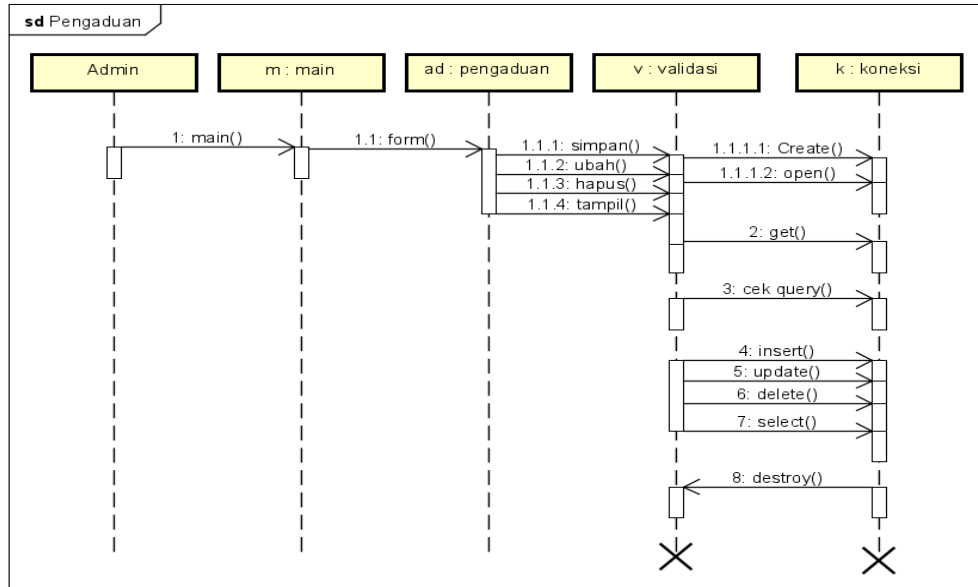 sd Pengaduan
Admin
m : main
ad : pengaduan
v : validasi
k : koneksi
1: main()
1.1: form()
1.1.1: simpan()
1.1.2: ubah()
1.1.3: hapus()
1.1.4: tampil()
1.1.1.1: Create()
1.1.1.2: open()
2: get()
3: cek query()
4: insert()
5: update()
6: delete()
7: select()
8: destroy()